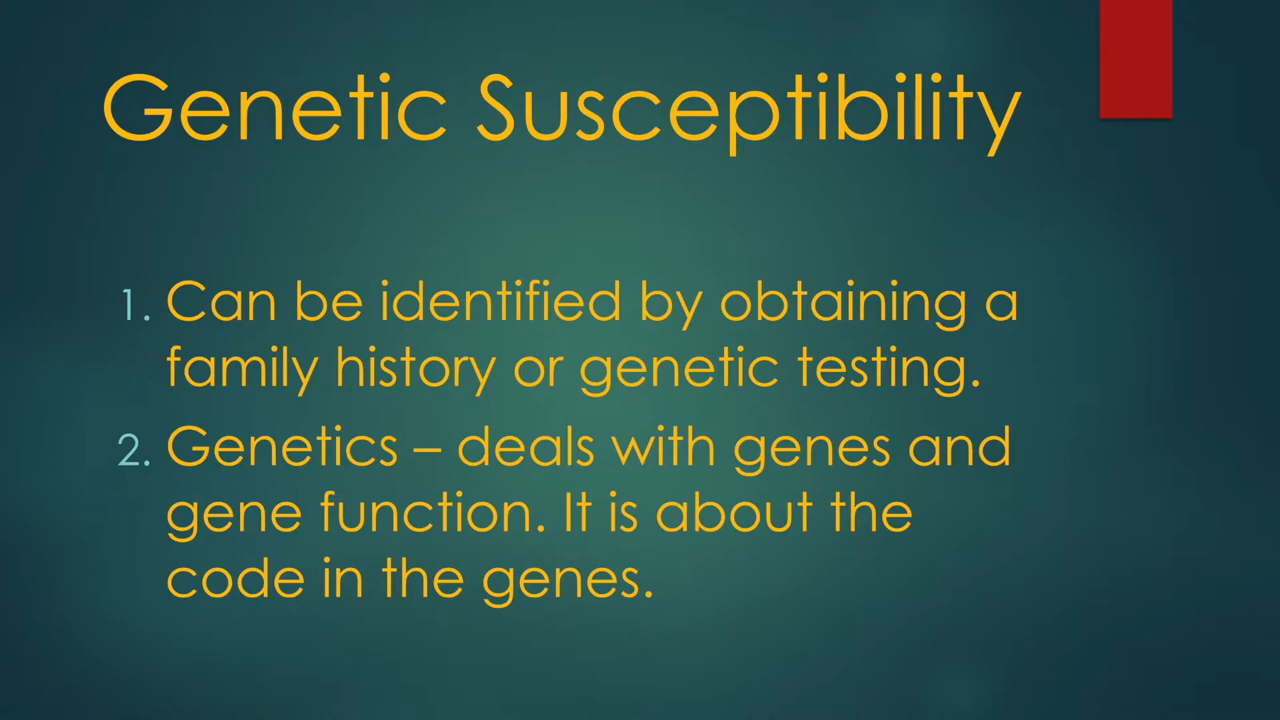 Genetic Susceptibility
1. Can be identified by obtaining a
family history or genetic testing.
2. Genetics – deals with genes and
gene function. It is about the
code in the genes.